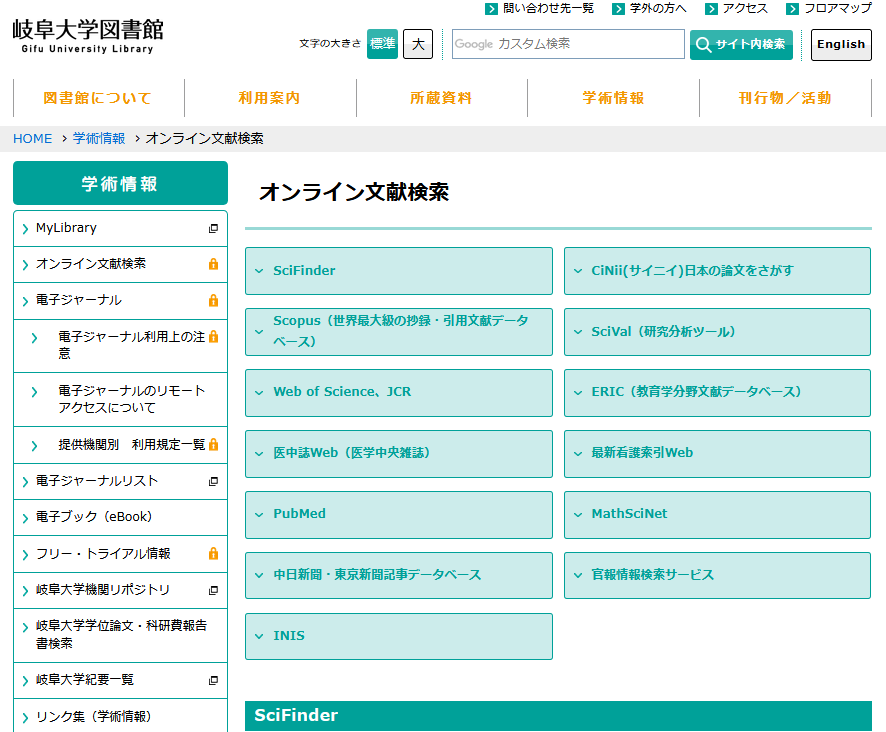 岐阜大学図書館
Gifu University Library
問い合わせ先一覧 学外の方へ アクセス フロアマップ
文字の大きさ 標準 大 Google カスタム検索 サイト内検索 English
図書館について 利用案内 所蔵資料 学術情報 刊行物／活動
HOME 学術情報 オンライン文献検索
学術情報
MyLibrary
オンライン文献検索
電子ジャーナル
電子ジャーナル利用上の注
意
電子ジャーナルのリモート
アクセスについて
提供機関別　利用規定一覧
電子ジャーナルリスト
電子ブック（eBook）
フリー・トライアル情報
岐阜大学機関リポジトリ
岐阜大学学位論文・科研費報告
書検索
岐阜大学紀要一覧
リンク集（学術情報）
オンライン文献検索
SciFinder
CiNii(サイニイ)日本の論文をさがす
Scopus（世界最大級の抄録・引用文献データ
ベース）
SciVal（研究分析ツール）
Web of Science、JCR
ERIC（教育学分野文献データベース）
医中誌Web（医学中央雑誌）
最新看護索引Web
PubMed
MathSciNet
中日新聞・東京新聞記事データベース
官報情報検索サービス
INIS
SciFinder